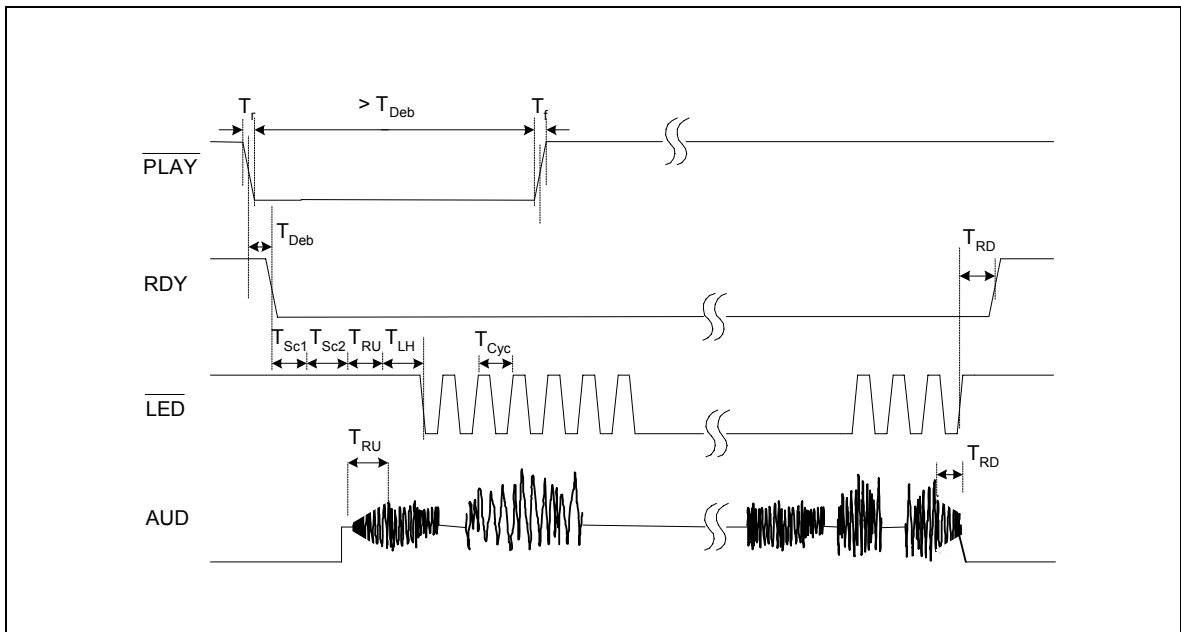 T_r > T_Deb T_f
PLAY
T_Deb
T_RD
RDY
T_Sc1 T_Sc2 T_RU T_LH
T_Cyc
LED
T_RU
T_RD
AUD